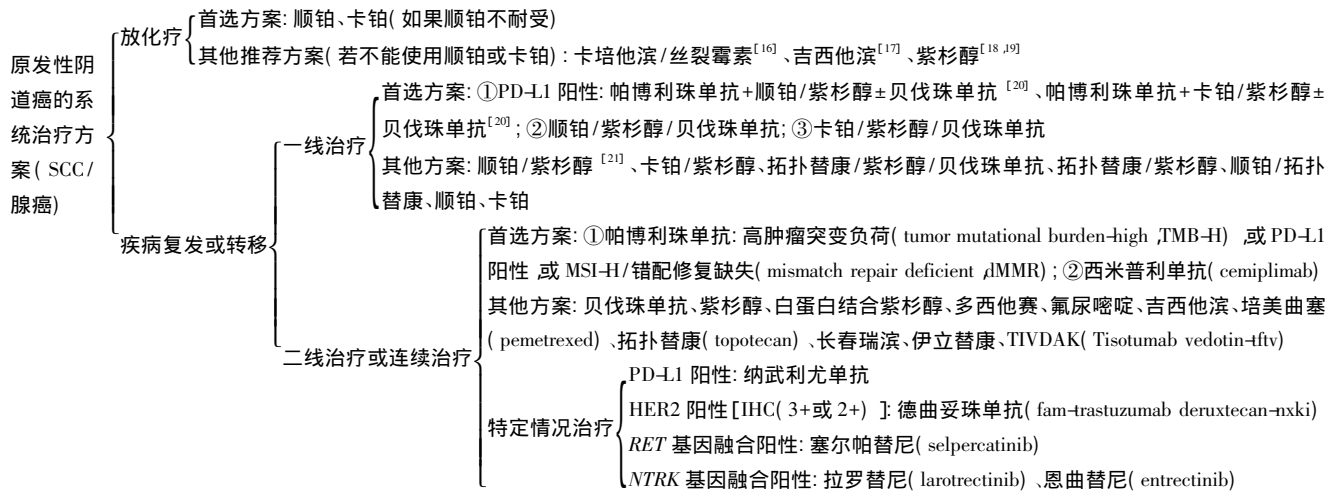 原发性阴
道癌的系
统治疗方
案( SCC/
腺癌)
放化疗
首选方案: 顺铂、卡铂( 如果顺铂不耐受)
其他推荐方案( 若不能使用顺铂或卡铂) : 卡培他滨/丝裂霉素[16]、吉西他滨[17]、紫杉醇[18,19]
疾病复发或转移
一线治疗
首选方案: ①PD-L1 阳性: 帕博利珠单抗+顺铂/紫杉醇±贝伐珠单抗 [20]、帕博利珠单抗+卡铂/紫杉醇±
贝伐珠单抗[20]; ②顺铂/紫杉醇/贝伐珠单抗; ③卡铂/紫杉醇/贝伐珠单抗
其他方案: 顺铂/紫杉醇 [21]、卡铂/紫杉醇、拓扑替康/紫杉醇/贝伐珠单抗、拓扑替康/紫杉醇、顺铂/拓扑
替康、顺铂、卡铂
二线治疗或连续治疗
首选方案: ①帕博利珠单抗: 高肿瘤突变负荷( tumor mutational burden-high ,TMB-H) ,或 PD-L1
阳性 ,或 MSI-H/错配修复缺失( mismatch repair deficient ,dMMR) ; ②西米普利单抗( cemiplimab)
其他方案: 贝伐珠单抗、紫杉醇、白蛋白结合紫杉醇、多西他赛、氟尿嘧啶、吉西他滨、培美曲塞
( pemetrexed) 、拓扑替康( topotecan) 、长春瑞滨、伊立替康、TIVDAK( Tisotumab vedotin-tftv)
特定情况治疗
PD-L1 阳性: 纳武利尤单抗
HER2 阳性[IHC( 3+或 2+) ]: 德曲妥珠单抗( fam-trastuzumab deruxtecan-nxki)
RET 基因融合阳性: 塞尔帕替尼( selpercatinib)
NTRK 基因融合阳性: 拉罗替尼( larotrectinib) 、恩曲替尼( entrectinib)